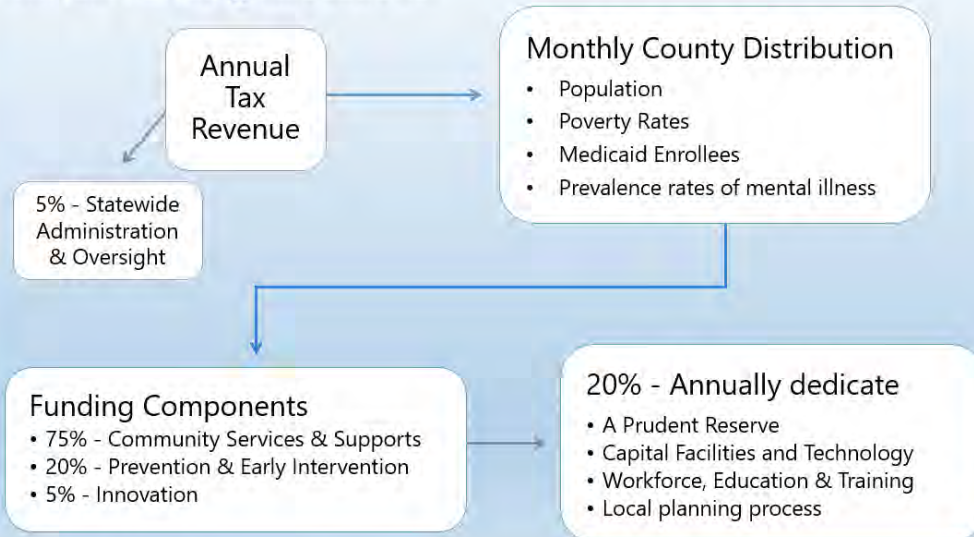 Annual
Tax
Revenue
Monthly County Distribution
• Population
• Poverty Rates
• Medicaid Enrollees
• Prevalence rates of mental illness
5% - Statewide
Administration
& Oversight
Funding Components
• 75% - Community Services & Supports
• 20% - Prevention & Early Intervention
• 5% - Innovation
20% - Annually dedicate
• A Prudent Reserve
• Capital Facilities and Technology
• Workforce, Education & Training
• Local planning process